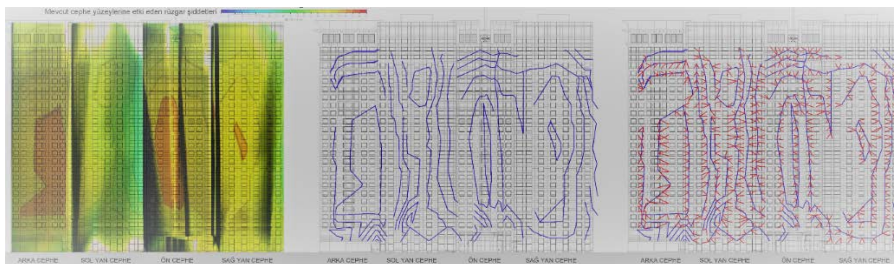 Mevcut cephe yüzeylerine etki eden rüzgar şiddetleri
ARKA CEPHE SOL YAN CEPHE ÖN CEPHE SAĞ YAN CEPHE
ARKA CEPHE SOL YAN CEPHE ÖN CEPHE SAĞ YAN CEPHE
ARKA CEPHE SOL YAN CEPHE ÖN CEPHE SAĞ YAN CEPHE